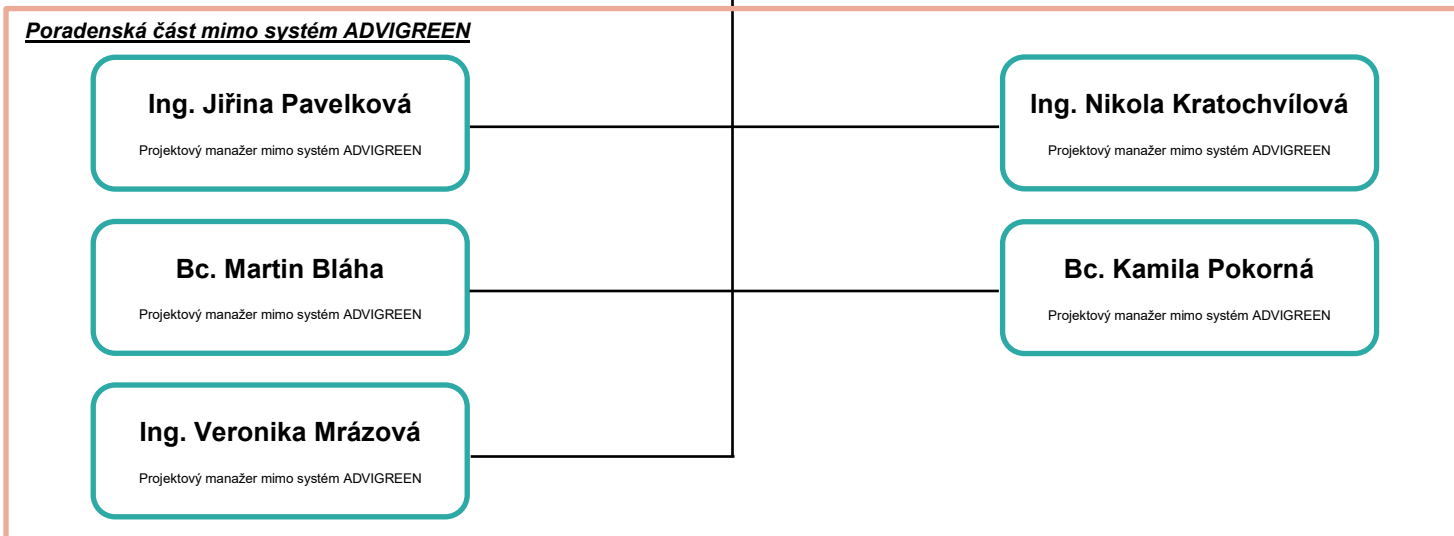 Poradenská část mimo systém ADVIGREEN
Ing. Jiřina Pavelková
Projektový manažer mimo systém ADVIGREEN
Ing. Nikola Kratochvílová
Projektový manažer mimo systém ADVIGREEN
Bc. Martin Bláha
Projektový manažer mimo systém ADVIGREEN
Bc. Kamila Pokorná
Projektový manažer mimo systém ADVIGREEN
Ing. Veronika Mrázová
Projektový manažer mimo systém ADVIGREEN